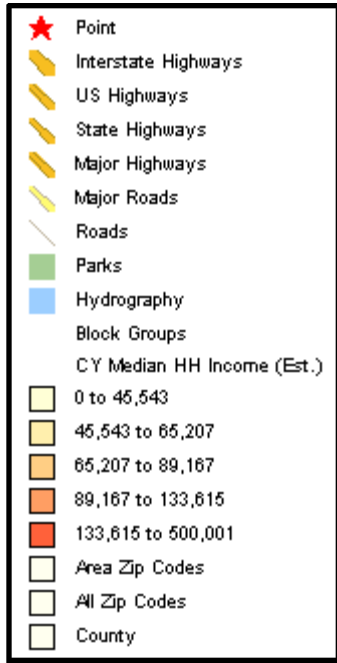 Point
Interstate Highways
US Highways
State Highways
Major Highways
Major Roads
Roads
Parks
Hydrography
Block Groups
CY Median HH Income (Est.)
0 to 45,543
45,543 to 65,207
65,207 to 89,167
89,167 to 133,615
133,615 to 500,001
Area Zip Codes
All Zip Codes
County